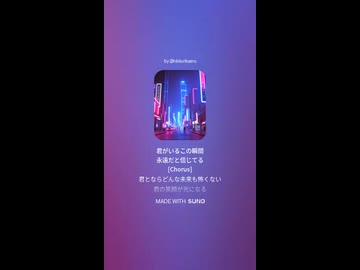 君がいるこの瞬間
永遠だと信じてる
[Chorus]
君とならどんな未来も怖くない
君の笑顔が光になる
MADE WITH SUNO